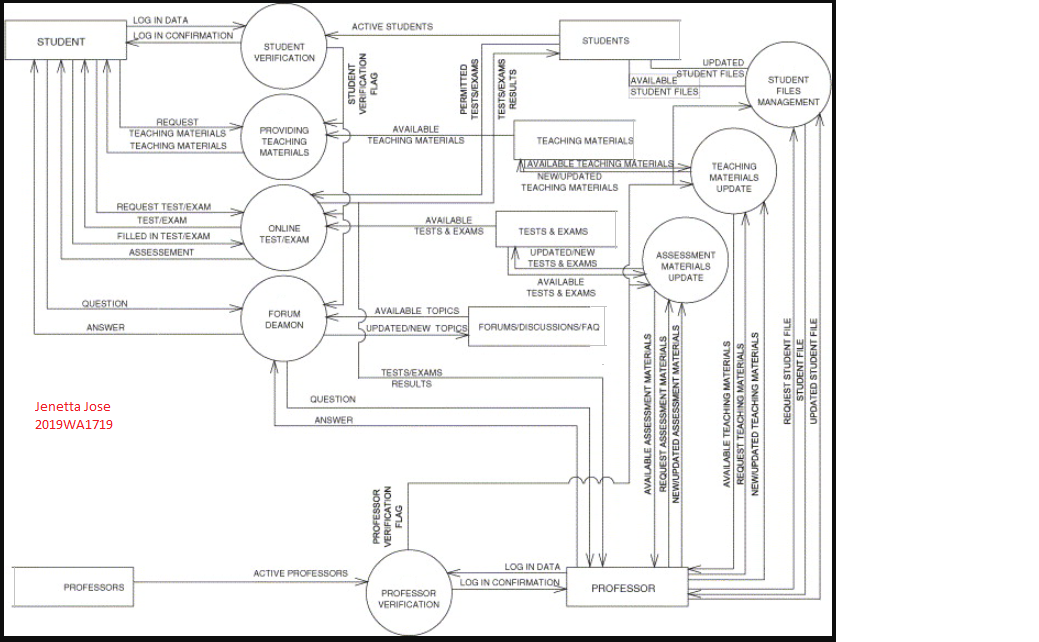 LOG IN DATA
LOG IN CONFIRMATION
STUDENT
STUDENT
VERIFICATION
ACTIVE STUDENTS
STUDENTS
UPDATED
STUDENT FILES
AVAILABLE
STUDENT FILES
STUDENT
FILES
MANAGEMENT
STUDENT
VERIFICATION
FLAG
PERMITTED
TESTS/EXAMS
TESTS/EXAMS
RESULTS
REQUEST
TEACHING MATERIALS
TEACHING MATERIALS
PROVIDING
TEACHING
MATERIALS
AVAILABLE
TEACHING MATERIALS
TEACHING MATERIALS
AVAILABLE TEACHING MATERIALS
NEW/UPDATED
TEACHING MATERIALS
TEACHING
MATERIALS
UPDATE
REQUEST TEST/EXAM
TEST/EXAM
FILLED IN TEST/EXAM
ASSESSEMENT
ONLINE
TEST/EXAM
AVAILABLE
TESTS & EXAMS
TESTS & EXAMS
UPDATED/NEW
TESTS & EXAMS
AVAILABLE
TESTS & EXAMS
ASSESSMENT
MATERIALS
UPDATE
QUESTION
ANSWER
FORUM
DEAMON
AVAILABLE TOPICS
UPDATED/NEW TOPICS
FORUMS/DISCUSSIONS/FAQ
TESTS/EXAMS
RESULTS
QUESTION
ANSWER
Jenetta Jose
2019WA1719
AVAILABLE ASSESSMENT MATERIALS
REQUEST ASSESSMENT MATERIALS
NEW/UPDATED ASSESSMENT MATERIALS
AVAILABLE TEACHING MATERIALS
REQUEST TEACHING MATERIALS
NEW/UPDATED TEACHING MATERIALS
REQUEST STUDENT FILE
STUDENT FILE
UPDATED STUDENT FILE
PROFESSOR
VERIFICATION
FLAG
PROFESSORS
ACTIVE PROFESSORS
PROFESSOR
VERIFICATION
LOG IN DATA
LOG IN CONFIRMATION
PROFESSOR